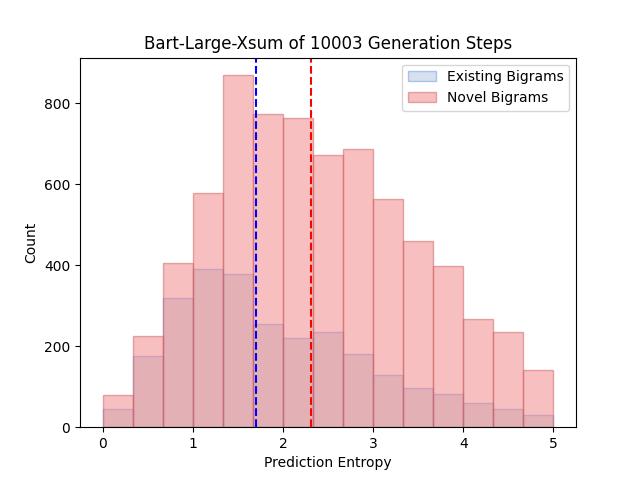 Bart-Large-Xsum of 10003 Generation Steps
Existing Bigrams
Novel Bigrams
800
600
400
200
0
Count
0 1 2 3 4 5
Prediction Entropy